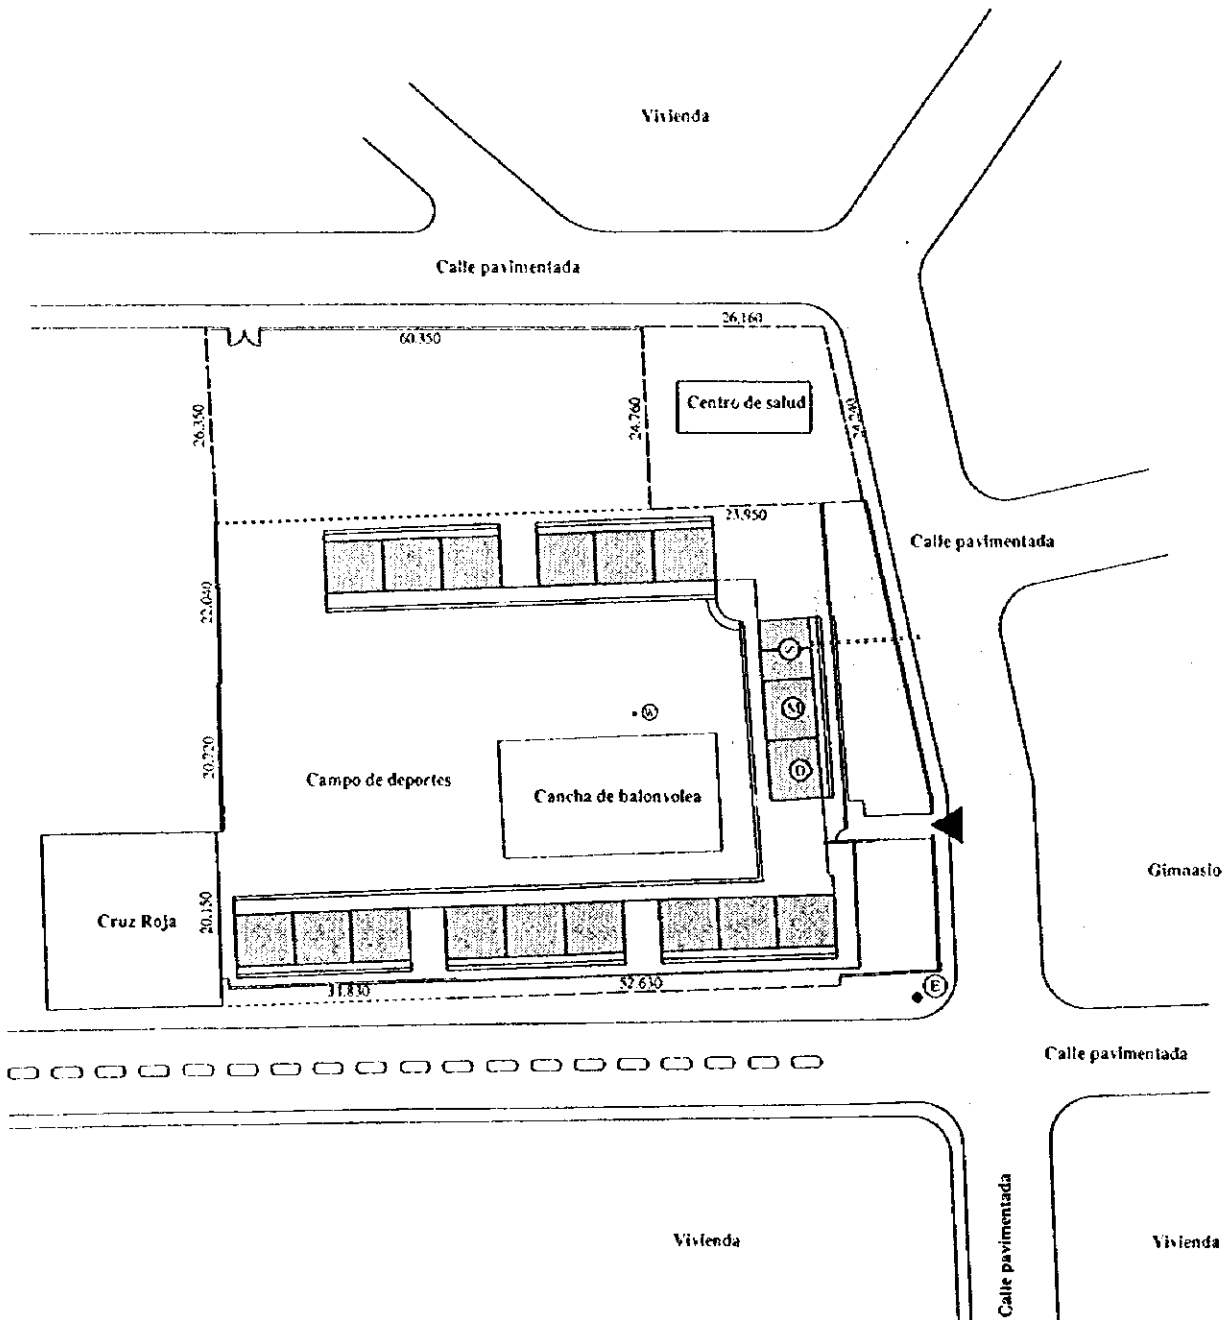 Vivienda
Calle pavimentada
26,160
60.350
Centro de salud
26,350
24.760
23,950
Calle pavimentada
22.040
S
M
W
20,220
Campo de deportes
D
Cancha de balonvolea
Gimnasio
Cruz Roja
20,150
31.830
52.630
E
Calle pavimentada
Calle pavimentada
Vivienda
Vivienda